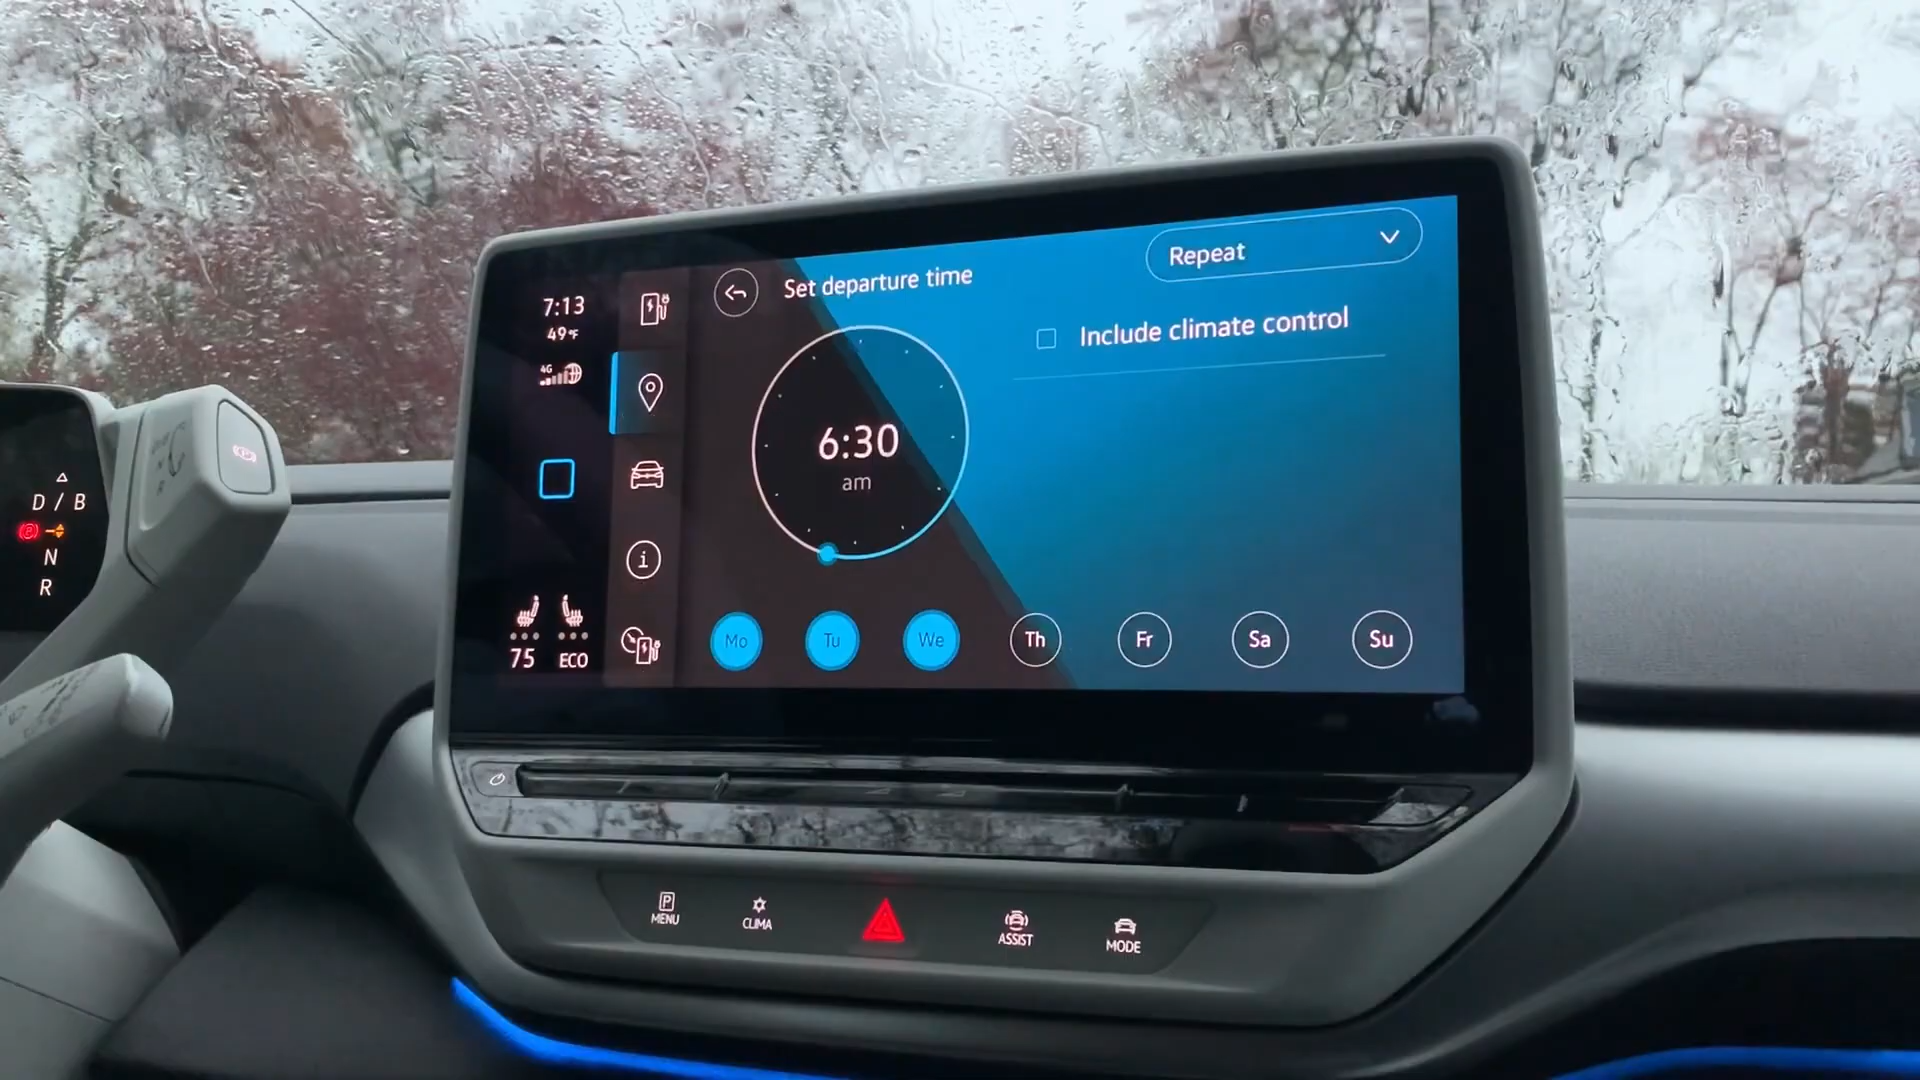 Repeat
Set departure time
7:13
49°F
4G
Include climate control
6:30
am
D / B
N
R
Mo Tu We Th Fr Sa Su
75 ECO
P
MENU
CLIMA
ASSIST
MODE